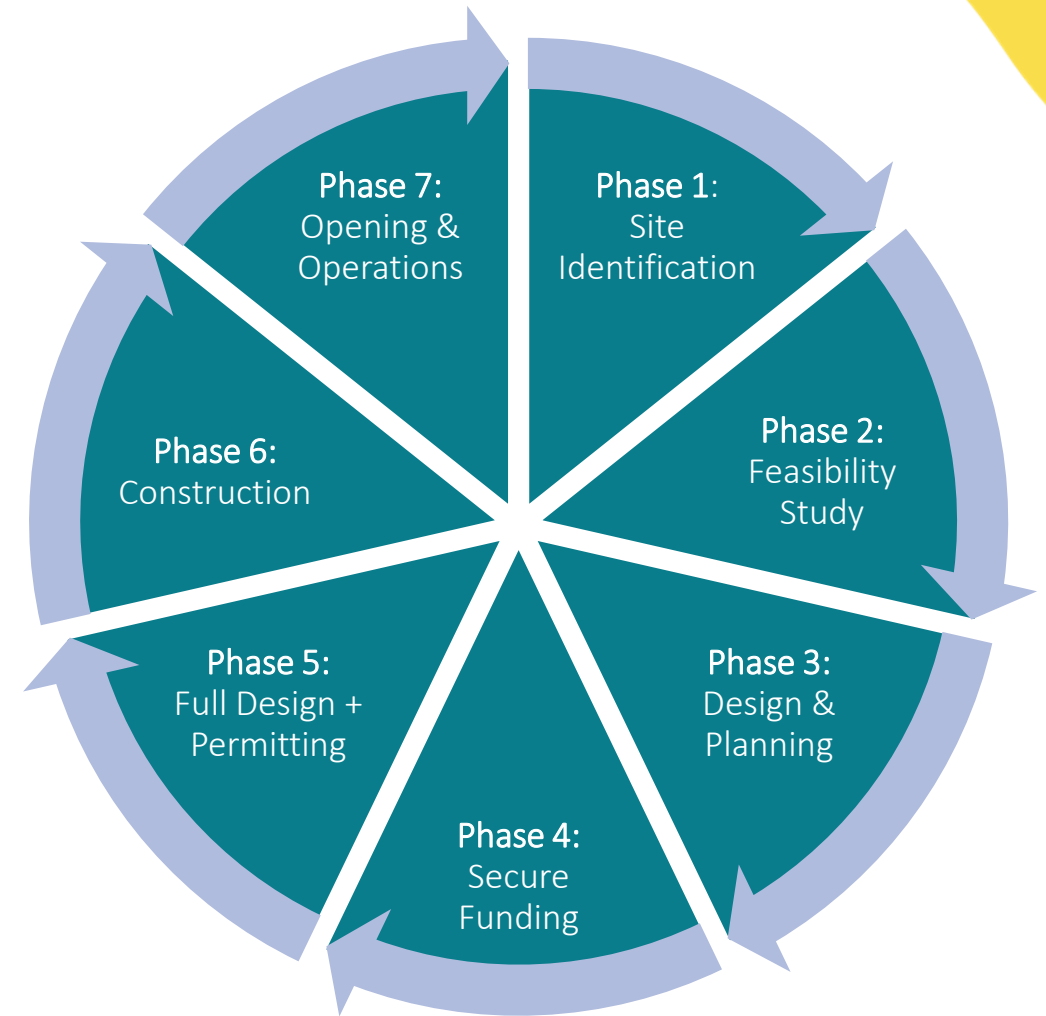 Phase 1:
Site
Identification
Phase 2:
Feasibility
Study
Phase 3:
Design &
Planning
Phase 4:
Secure
Funding
Phase 5:
Full Design +
Permitting
Phase 6:
Construction
Phase 7:
Opening &
Operations